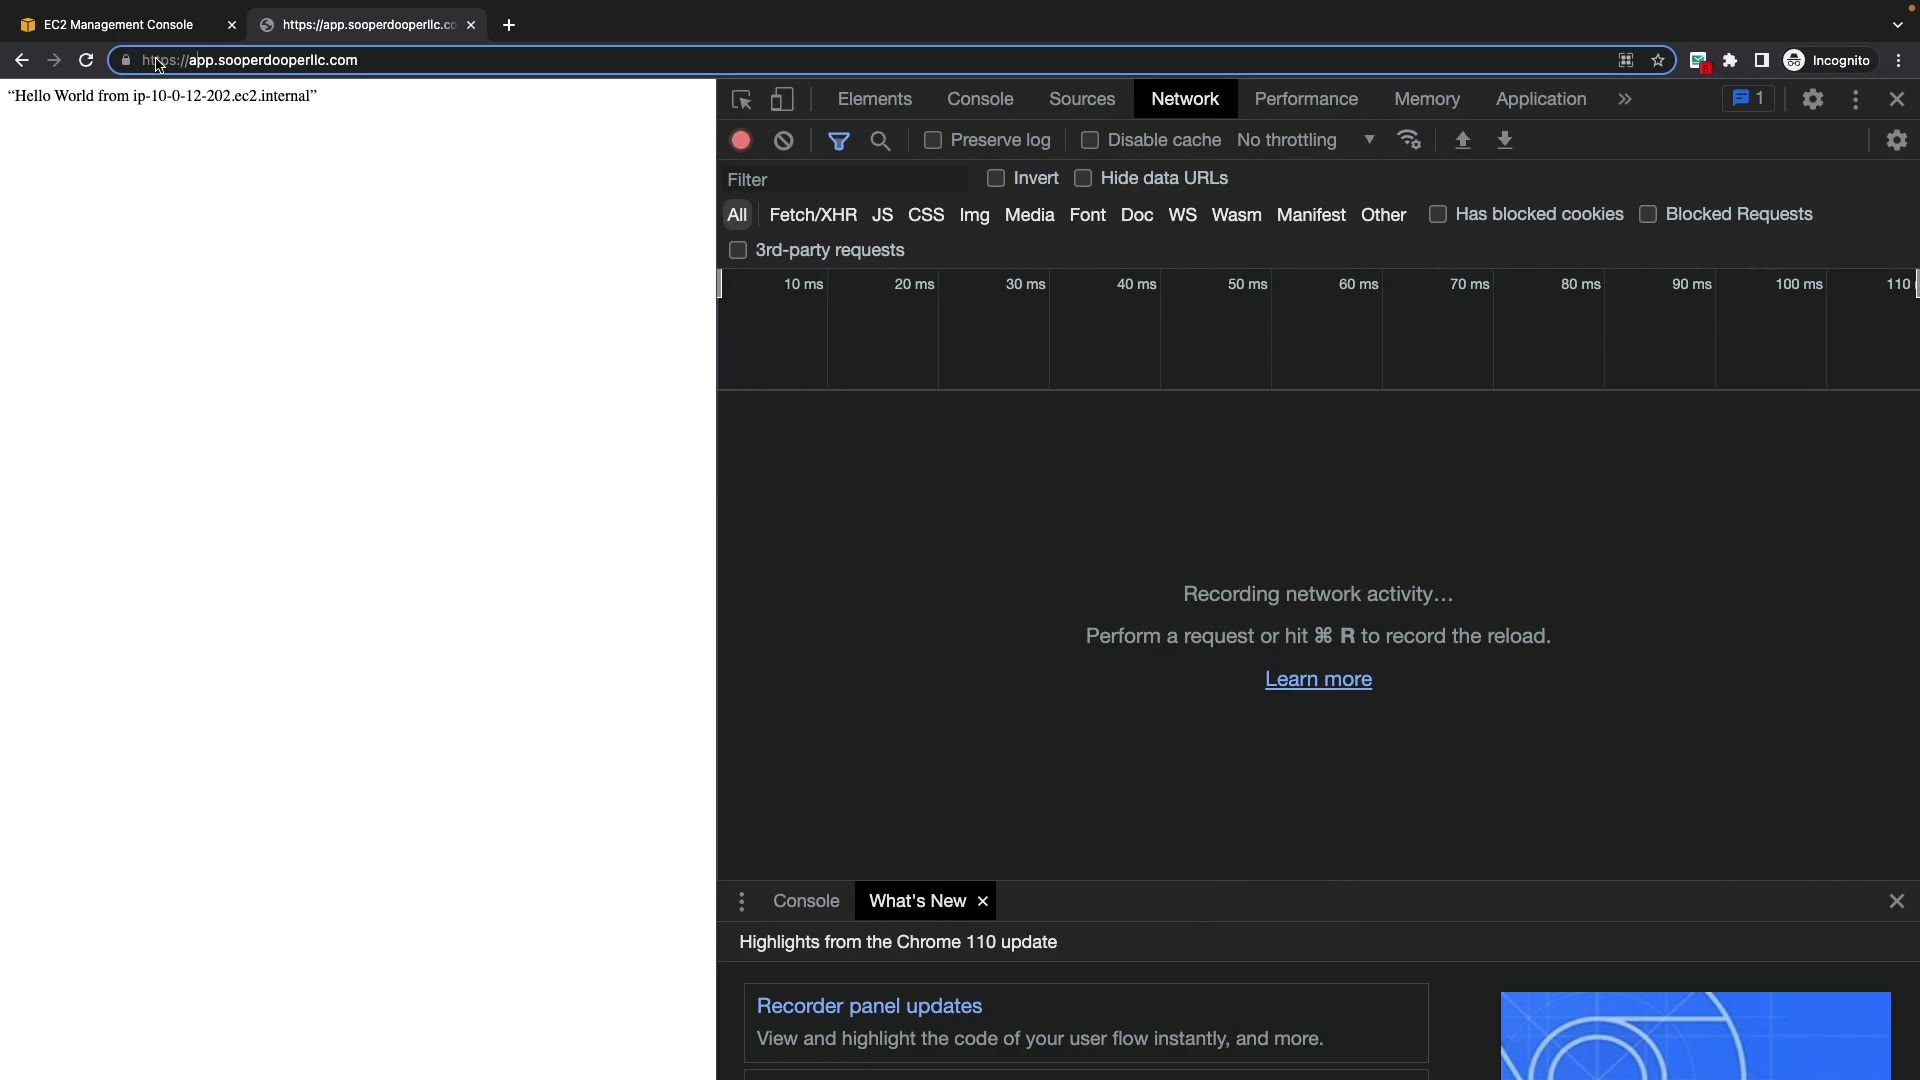 EC2 Management Console
https://app.sooperdooperllc.co
https://app.sooperdooperllc.com
Incognito
“Hello World from ip-10-0-12-202.ec2.internal”
Elements
Console
Sources
Network
Performance
Memory
Application
1
Preserve log
Disable cache
No throttling
Filter
Invert
Hide data URLs
All
Fetch/XHR
JS
CSS
Img
Media
Font
Doc
WS
Wasm
Manifest
Other
Has blocked cookies
Blocked Requests
3rd-party requests
10 ms
20 ms
30 ms
40 ms
50 ms
60 ms
70 ms
80 ms
90 ms
100 ms
110
Recording network activity…
Perform a request or hit ⌘ R to record the reload.
Learn more
Console
What's New
Highlights from the Chrome 110 update
Recorder panel updates
View and highlight the code of your user flow instantly, and more.